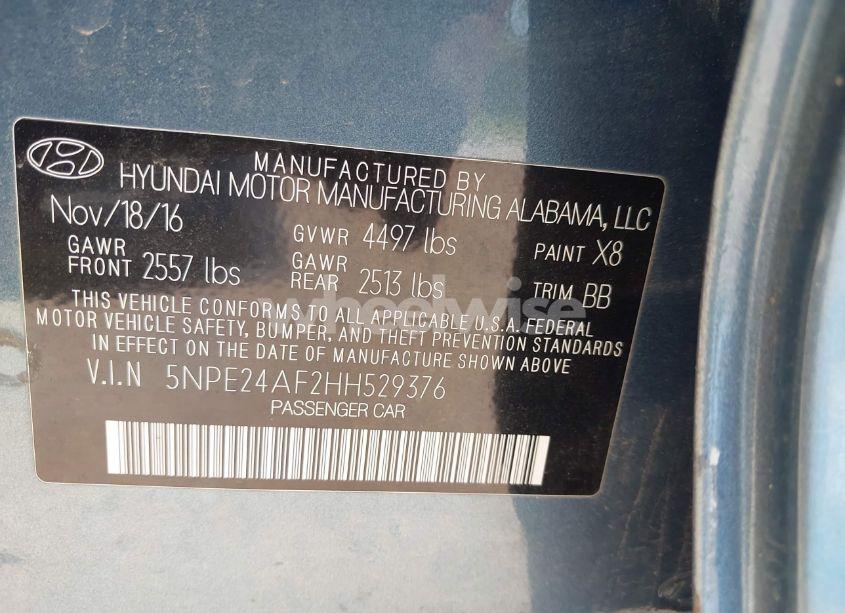 MANUFACTURED BY
HYUNDAI MOTOR MANUFACTURING ALABAMA, LLC
Nov/18/16 GVWR 4497 lbs PAINT X8
GAWR FRONT 2557 lbs GAWR REAR 2513 lbs TRIM BB
THIS VEHICLE CONFORMS TO ALL APPLICABLE U.S.A. FEDERAL
MOTOR VEHICLE SAFETY, BUMPER, AND THEFT PREVENTION STANDARDS
IN EFFECT ON THE DATE OF MANUFACTURE SHOWN ABOVE
V.I.N 5NPE24AF2HH529376
PASSENGER CAR
wheelwise